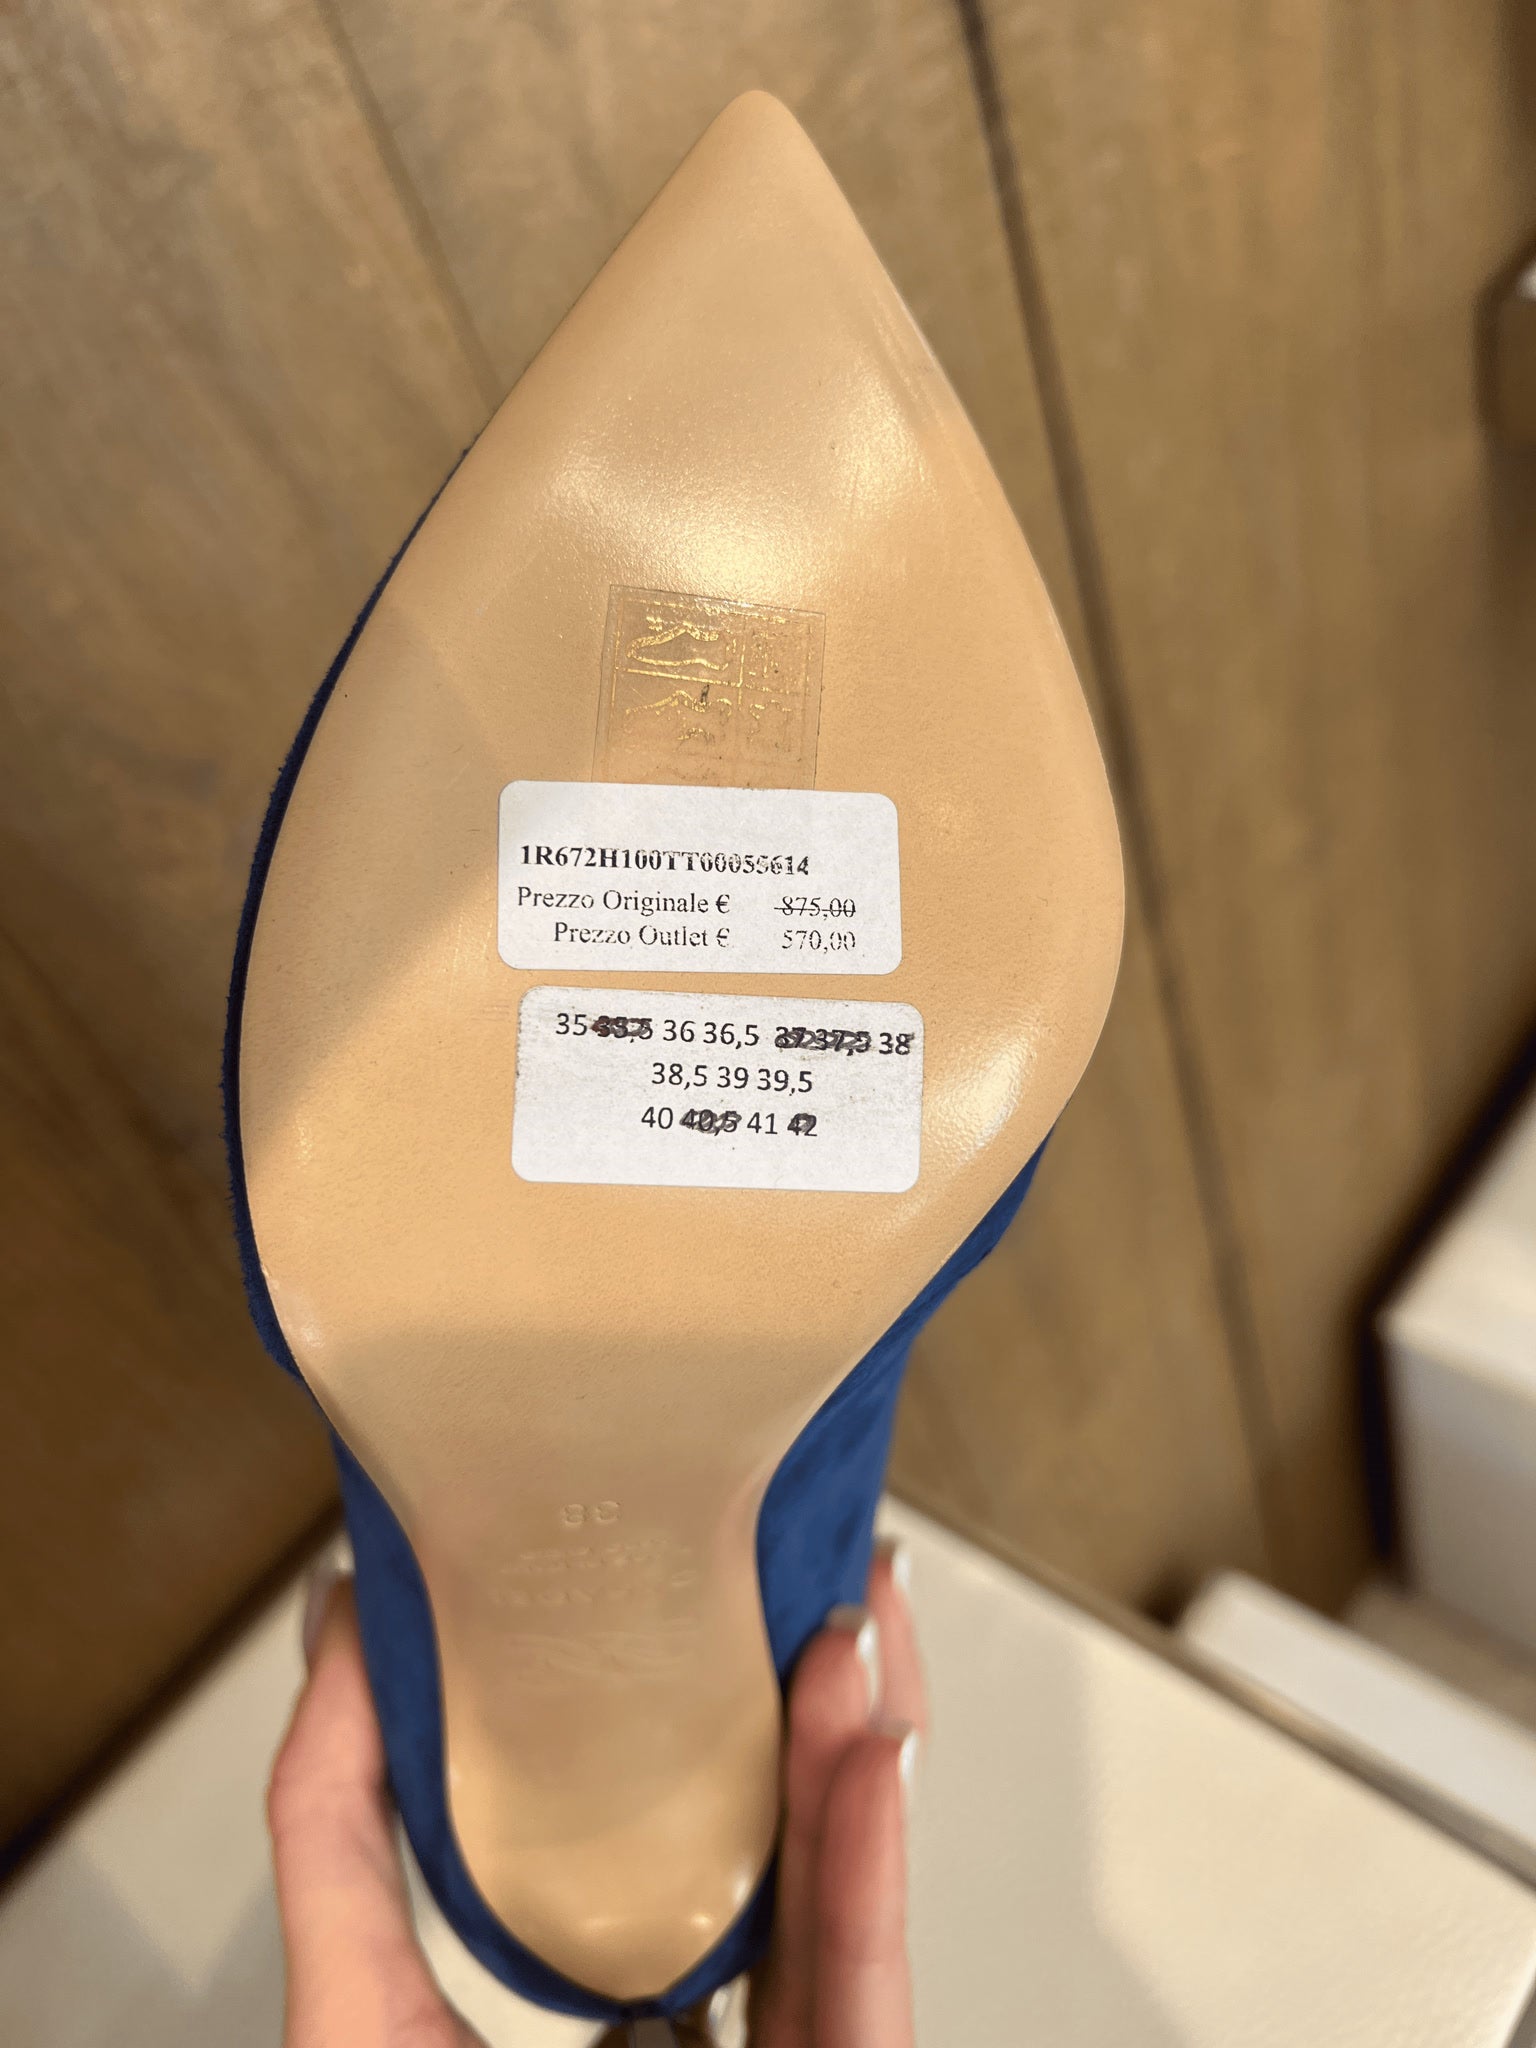 1R672H100TT00055614
Prezzo Originale € 875,00
Prezzo Outlet € 570,00
35 35,5 36 36,5 37 37,5 38
38,5 39 39,5
40 40,5 41 42
38